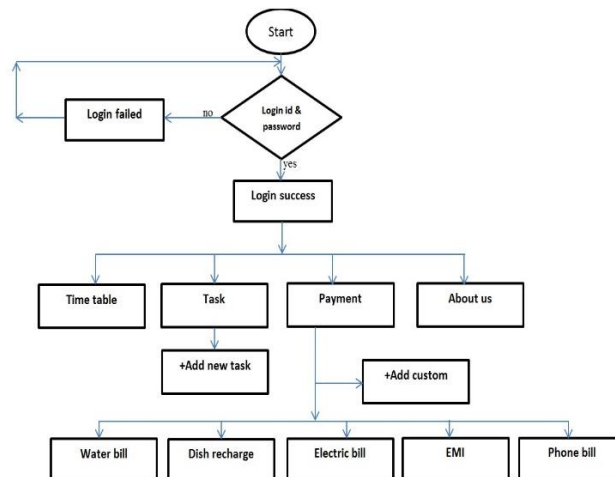 Start
Login id &
password
no
Login failed
yes
Login success
Time table
Task
Payment
About us
+Add new task
+Add custom
Water bill
Dish recharge
Electric bill
EMI
Phone bill